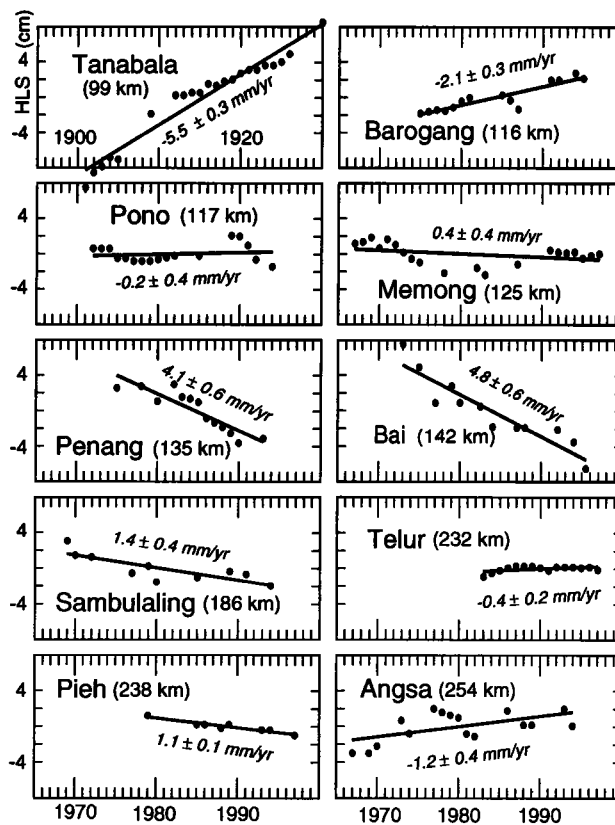 HLS (cm)
4
-4
Tanabala
(99 km)
-5.5 ± 0.3 mm/yr
1900
1920
-2.1 ± 0.3 mm/yr
Barogang (116 km)
4
-4
Pono (117 km)
-0.2 ± 0.4 mm/yr
0.4 ± 0.4 mm/yr
Memong (125 km)
4
-4
4.1 ± 0.6 mm/yr
Penang (135 km)
4.8 ± 0.6 mm/yr
Bai (142 km)
4
-4
1.4 ± 0.4 mm/yr
Sambulaling (186 km)
Telur (232 km)
-0.4 ± 0.2 mm/yr
4
-4
Pieh (238 km)
1.1 ± 0.1 mm/yr
Angsa (254 km)
-1.2 ± 0.4 mm/yr
1970 1980 1990 1970 1980 1990